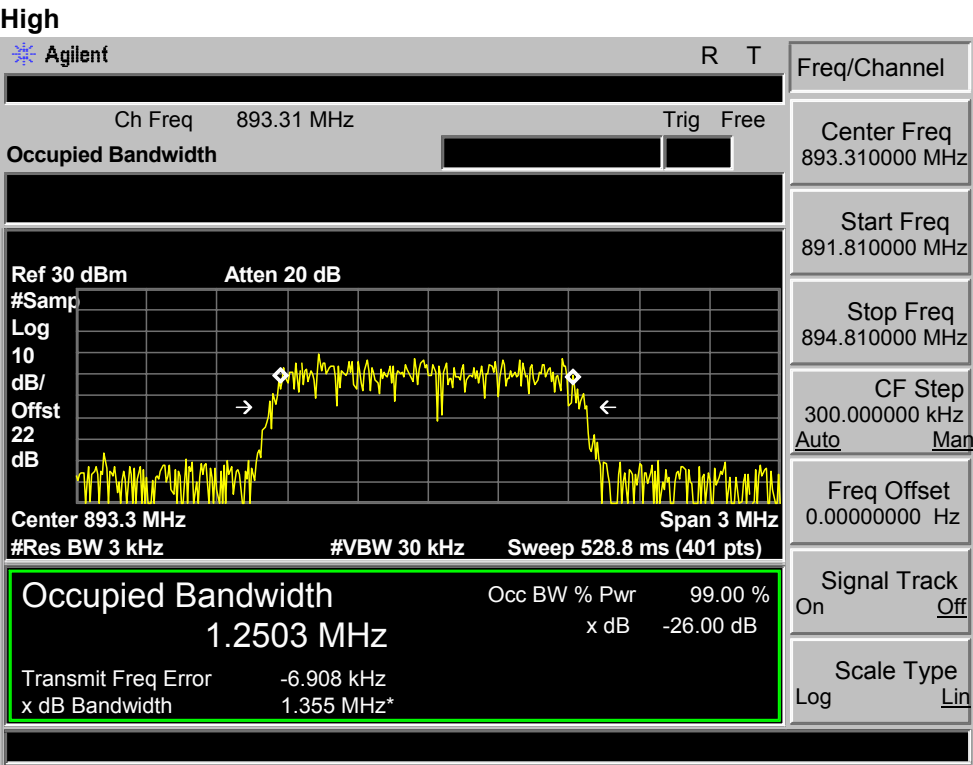 High
Agilent R T
Freq/Channel
Ch Freq 893.31 MHz Trig Free
Occupied Bandwidth
Center Freq
893.310000 MHz
Start Freq
891.810000 MHz
Stop Freq
894.810000 MHz
CF Step
300.000000 kHz
Auto Man
Freq Offset
0.00000000 Hz
Signal Track
On Off
Scale Type
Log Lin
Ref 30 dBm Atten 20 dB
#Samp
Log
10
dB/
Offst
22
dB
Center 893.3 MHz Span 3 MHz
#Res BW 3 kHz #VBW 30 kHz Sweep 528.8 ms (401 pts)
Occupied Bandwidth Occ BW % Pwr 99.00 %
1.2503 MHz x dB -26.00 dB
Transmit Freq Error -6.908 kHz
x dB Bandwidth 1.355 MHz*